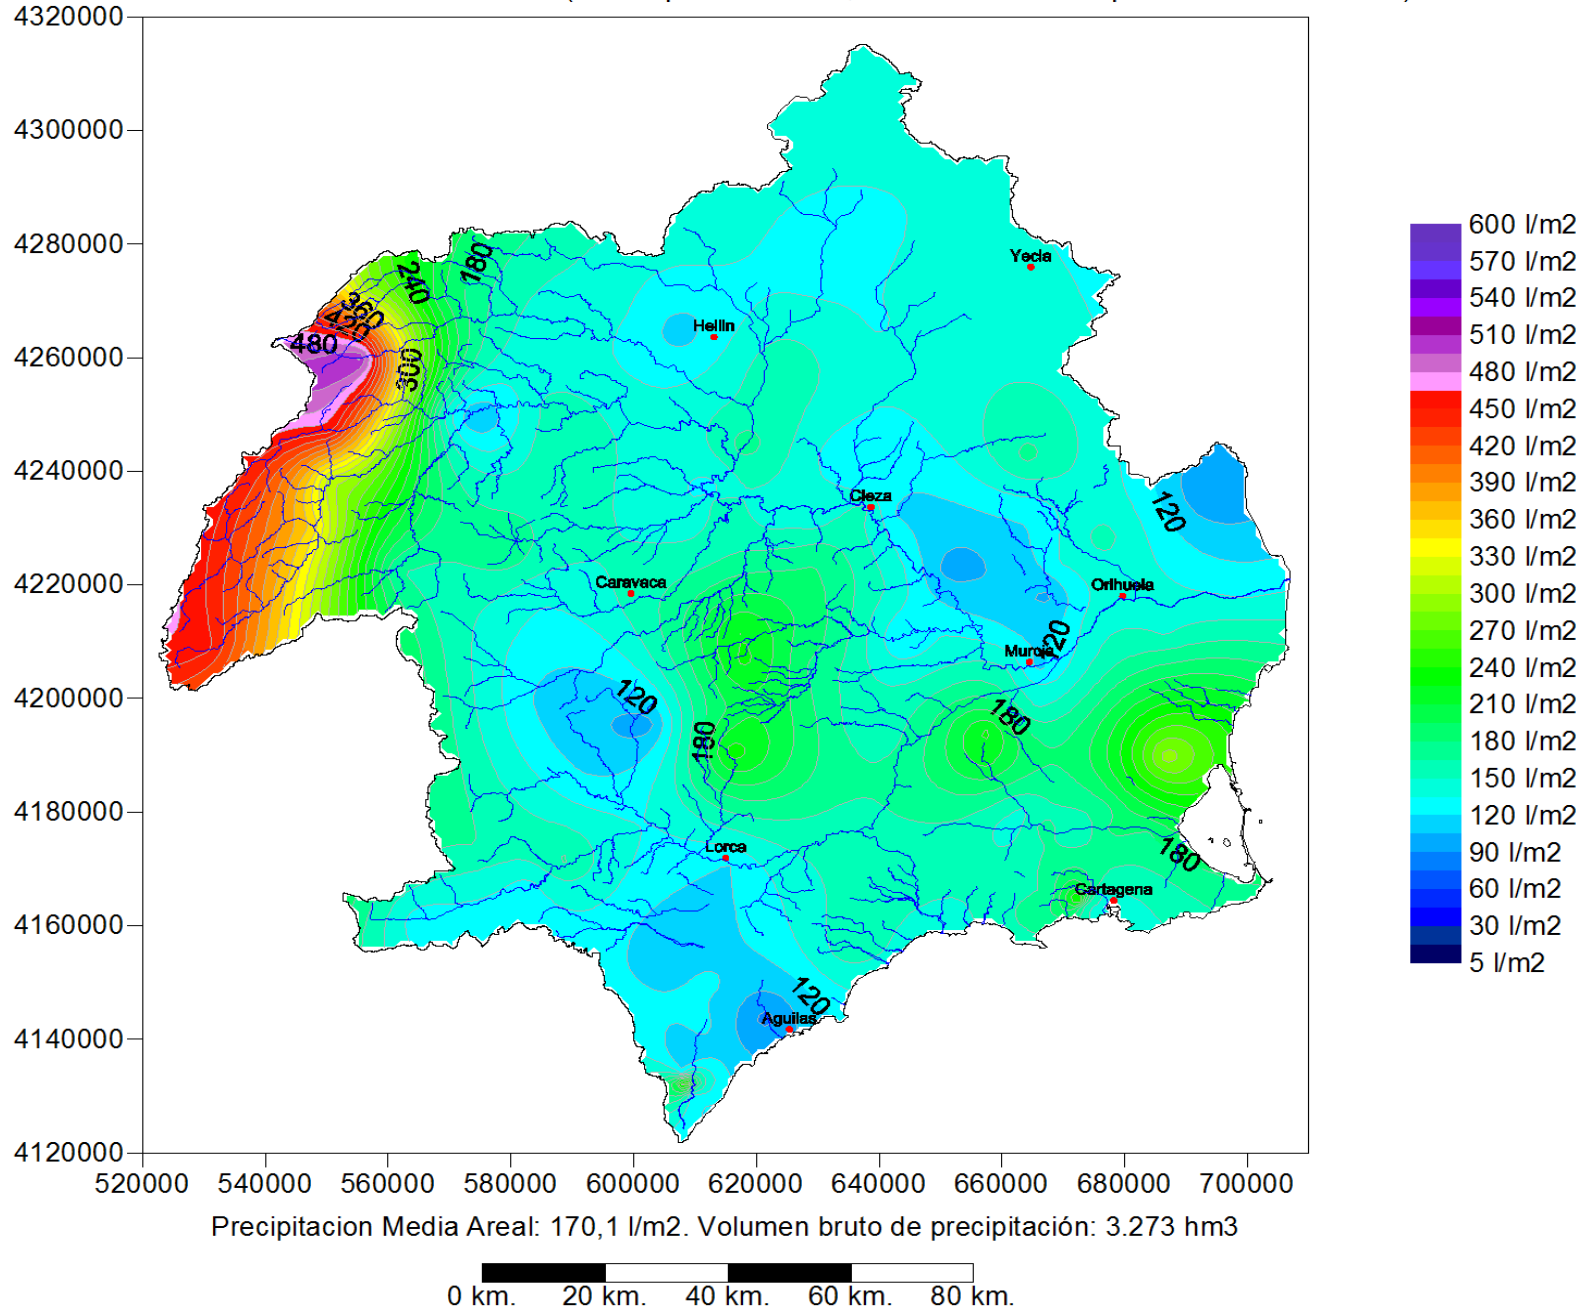 4320000
4300000
4280000
4260000
4240000
4220000
4200000
4180000
4160000
4140000
4120000
520000 540000 560000 580000 600000 620000 640000 660000 680000 700000
180
240
360
420
480
300
Yecla
Hellin
Cieza
120
Caravaca
Orihuela
120
Murcia
120
180
180
Lorca
180
Cartagena
120
Aguilas
600 l/m2
570 l/m2
540 l/m2
510 l/m2
480 l/m2
450 l/m2
420 l/m2
390 l/m2
360 l/m2
330 l/m2
300 l/m2
270 l/m2
240 l/m2
210 l/m2
180 l/m2
150 l/m2
120 l/m2
90 l/m2
60 l/m2
30 l/m2
5 l/m2
Precipitacion Media Areal: 170,1 l/m2. Volumen bruto de precipitación: 3.273 hm3
0 km. 20 km. 40 km. 60 km. 80 km.